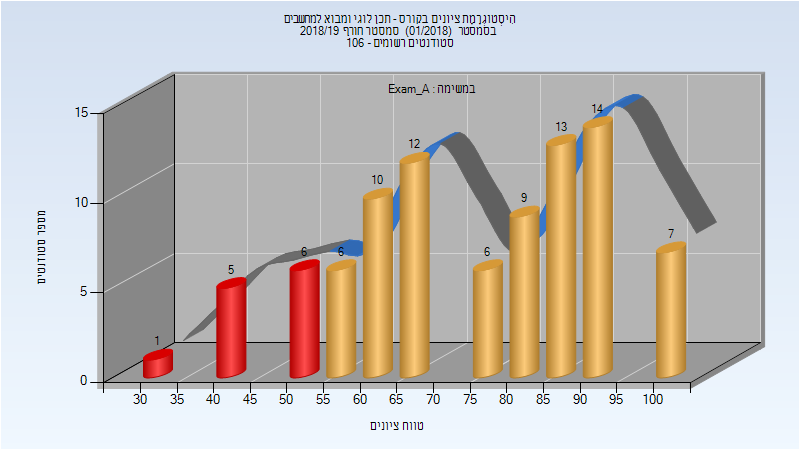 היסטוגרמת ציונים בקורס - תכן לוגי ומבוא למחשבים
בסמסטר (01/2018) סמסטר חורף 2018/19
סטודנטים רשומים - 106
במשימה : Exam_A
15
10
5
0
מספר סטודנטים
1
5
6
6
10
12
6
9
13
14
7
30 35 40 45 50 55 60 65 70 75 80 85 90 95 100
טווח ציונים